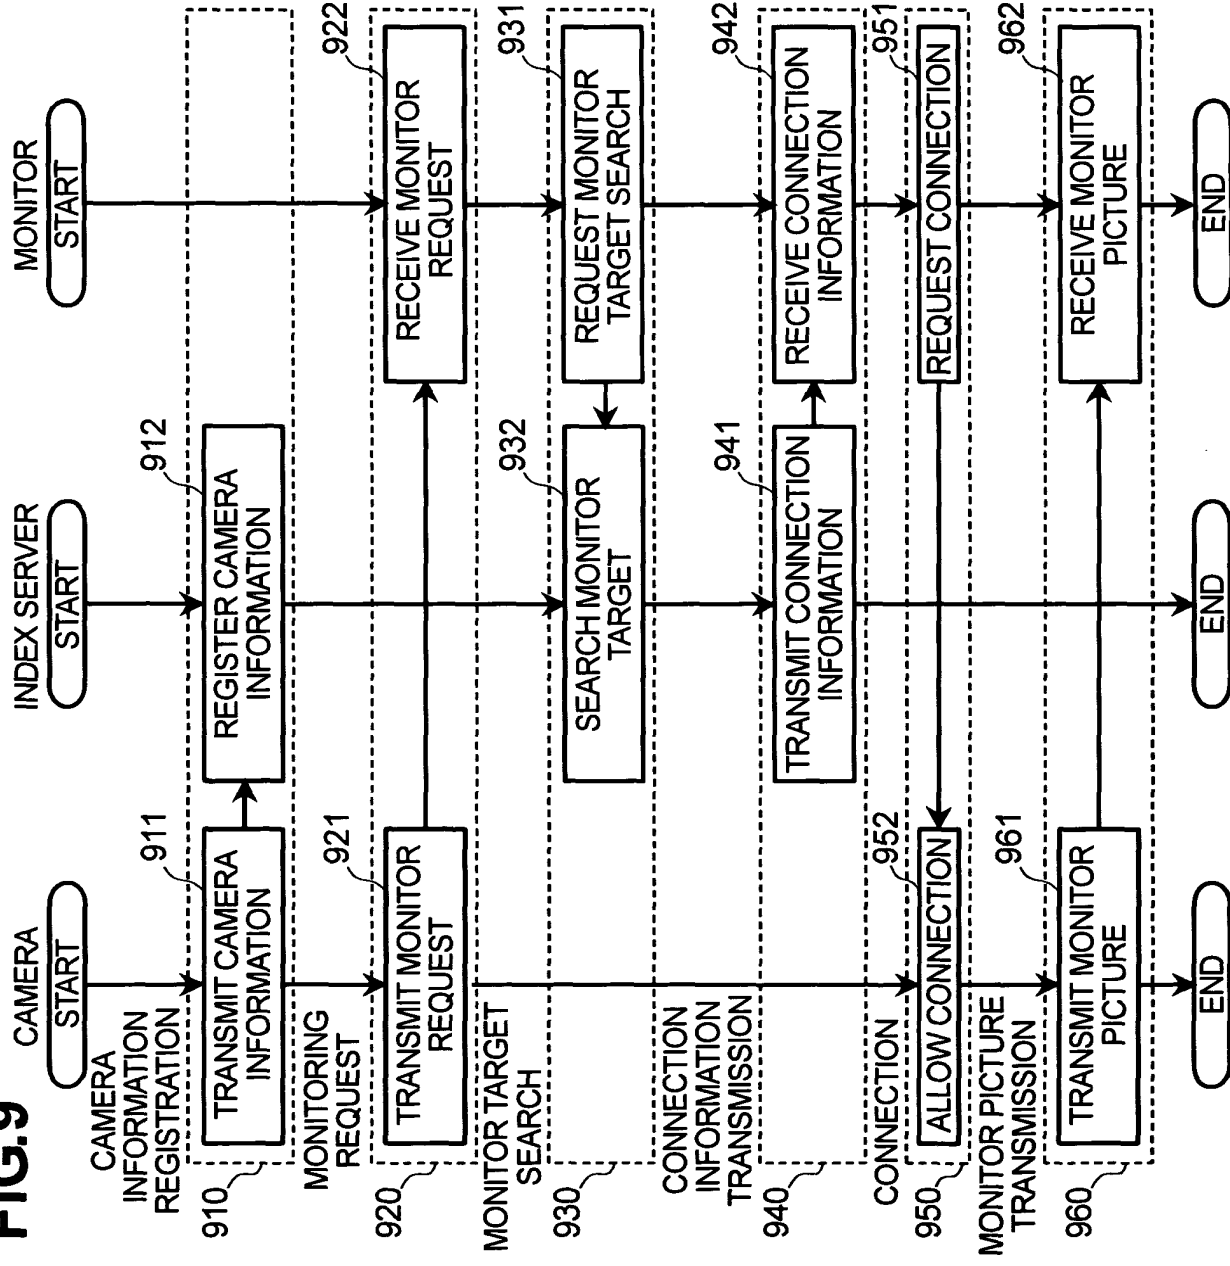 FIG.9
CAMERA
INDEX SERVER
MONITOR
START
START
START
CAMERA
INFORMATION
REGISTRATION
910
911
TRANSMIT CAMERA
INFORMATION
912
REGISTER CAMERA
INFORMATION
MONITORING
REQUEST
920
921
TRANSMIT MONITOR
REQUEST
922
RECEIVE MONITOR
REQUEST
MONITOR TARGET
SEARCH
930
932
SEARCH MONITOR
TARGET
931
REQUEST MONITOR
TARGET SEARCH
CONNECTION
INFORMATION
TRANSMISSION
940
941
TRANSMIT CONNECTION
INFORMATION
942
RECEIVE CONNECTION
INFORMATION
CONNECTION
950
952
ALLOW CONNECTION
951
REQUEST CONNECTION
MONITOR PICTURE
TRANSMISSION
960
961
TRANSMIT MONITOR
PICTURE
962
RECEIVE MONITOR
PICTURE
END
END
END